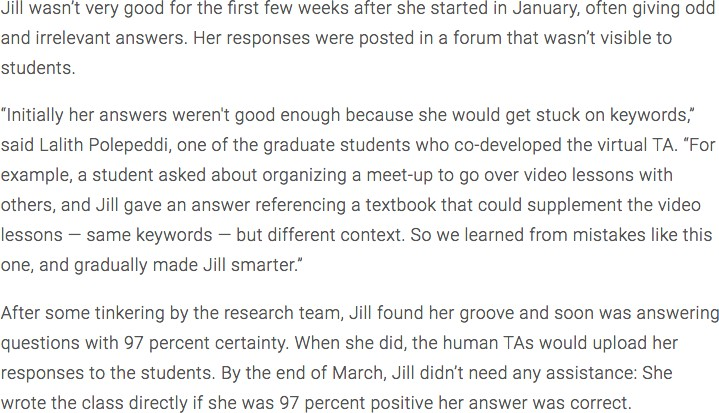 Jill wasn’t very good for the first few weeks after she started in January, often giving odd
and irrelevant answers. Her responses were posted in a forum that wasn’t visible to
students.
“Initially her answers weren't good enough because she would get stuck on keywords,”
said Lalith Polepeddi, one of the graduate students who co-developed the virtual TA. “For
example, a student asked about organizing a meet-up to go over video lessons with
others, and Jill gave an answer referencing a textbook that could supplement the video
lessons — same keywords — but different context. So we learned from mistakes like this
one, and gradually made Jill smarter.”
After some tinkering by the research team, Jill found her groove and soon was answering
questions with 97 percent certainty. When she did, the human TAs would upload her
responses to the students. By the end of March, Jill didn’t need any assistance: She
wrote the class directly if she was 97 percent positive her answer was correct.